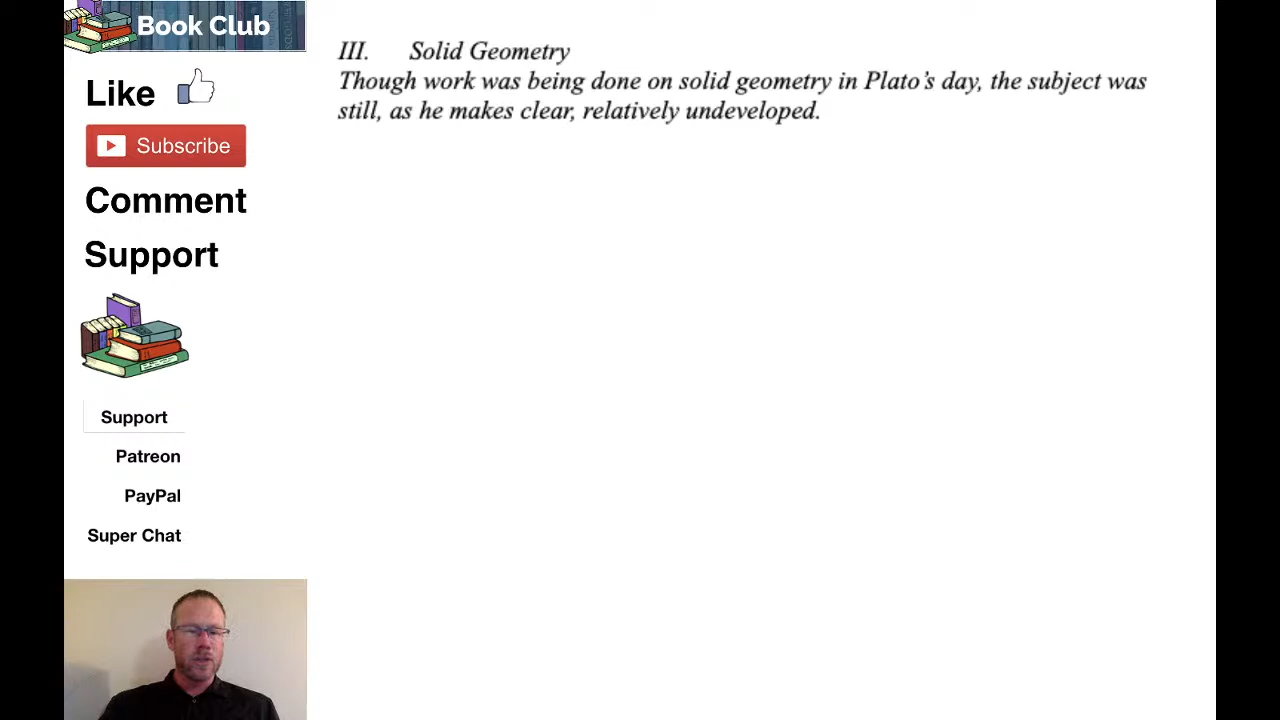 Book Club
Like
Subscribe
Comment
Support
Support
Patreon
PayPal
Super Chat
III. Solid Geometry
Though work was being done on solid geometry in Plato's day, the subject was
still, as he makes clear, relatively undeveloped.